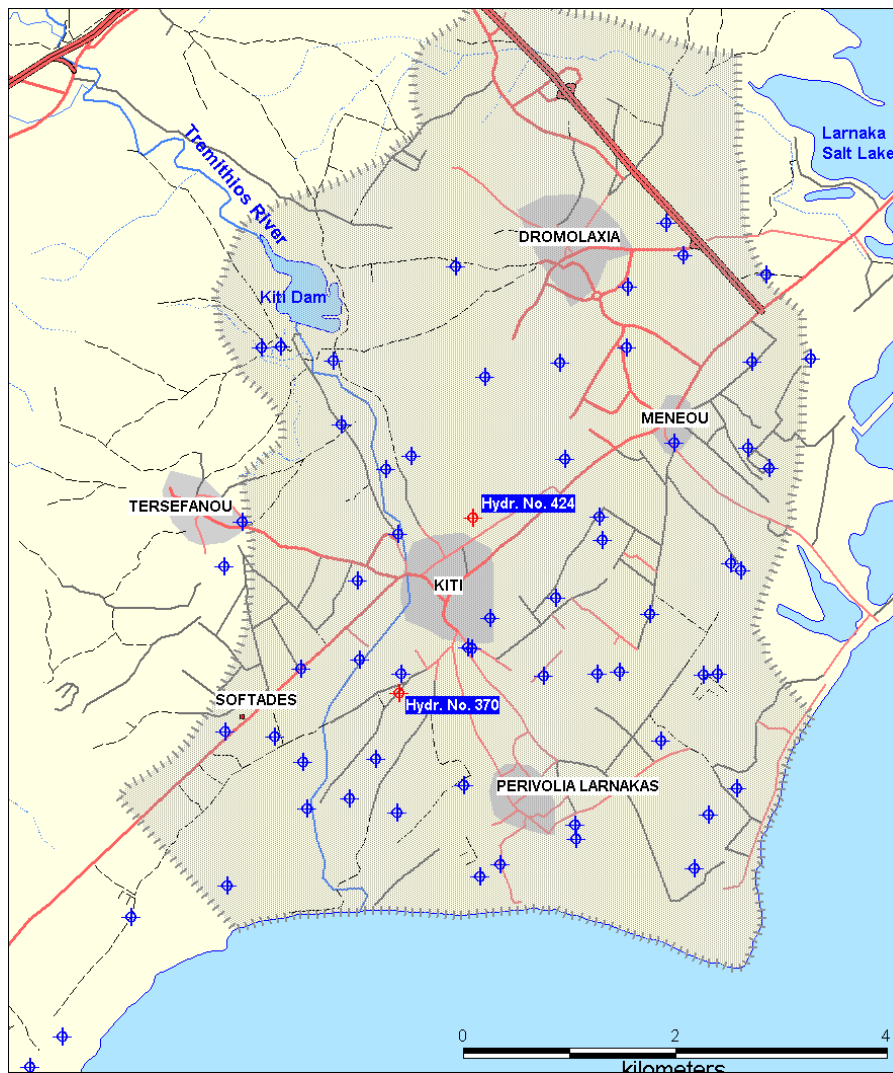 Larnaka
Salt Lake
Tremithios River
DROMOLAXIA
Kiti Dam
MENEOU
TERSEFANOU
Hydr. No. 424
KITI
SOFTADES
Hydr. No. 370
PERIVOLIA LARNAKAS
0 2 4
kilometers